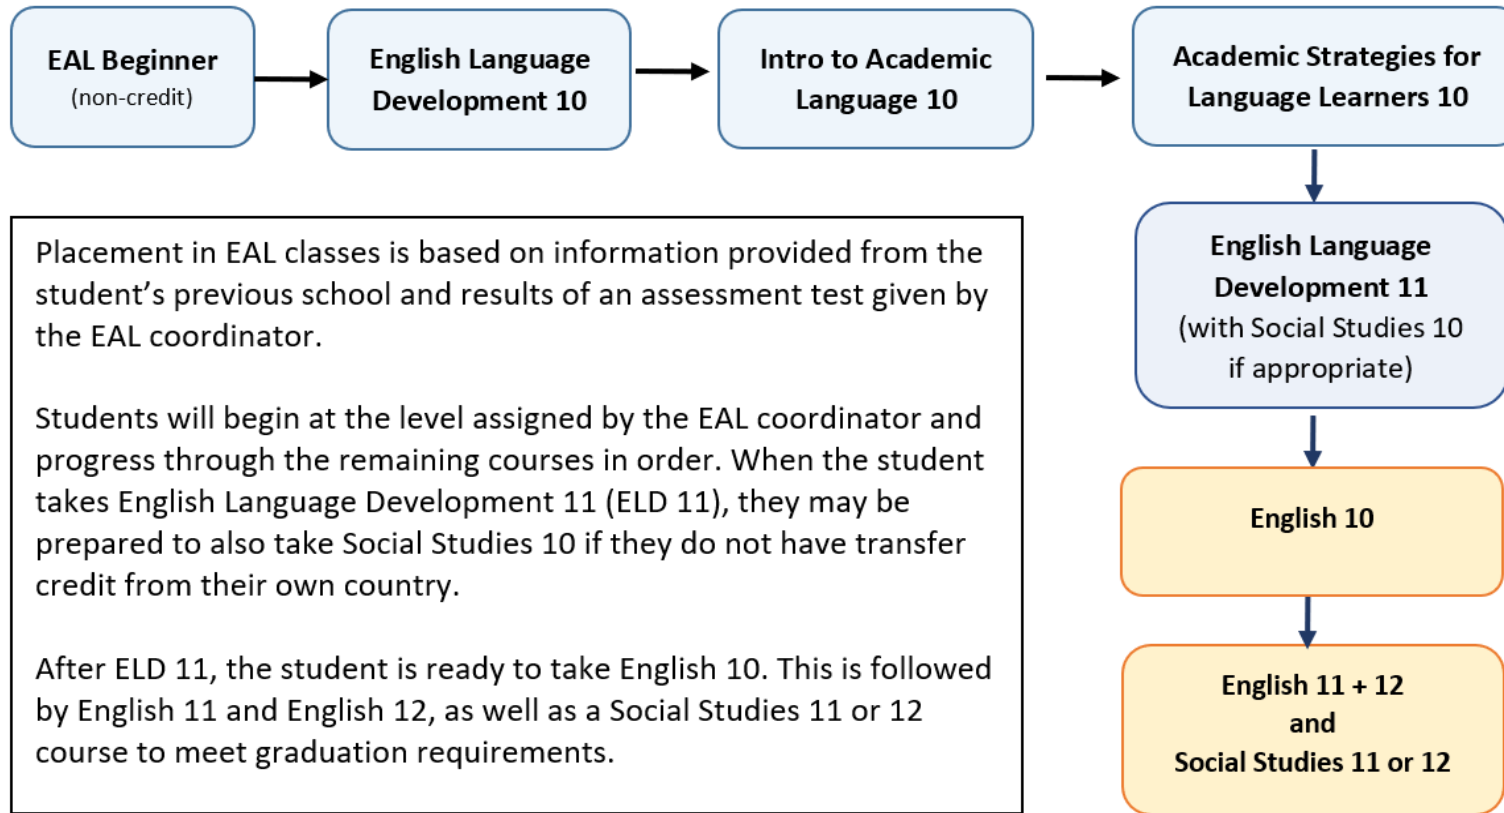 EAL Beginner
(non-credit)
English Language
Development 10
Intro to Academic
Language 10
Academic Strategies for
Language Learners 10
English Language
Development 11
(with Social Studies 10
if appropriate)
English 10
English 11 + 12
and
Social Studies 11 or 12
Placement in EAL classes is based on information provided from the
student’s previous school and results of an assessment test given by
the EAL coordinator.
Students will begin at the level assigned by the EAL coordinator and
progress through the remaining courses in order. When the student
takes English Language Development 11 (ELD 11), they may be
prepared to also take Social Studies 10 if they do not have transfer
credit from their own country.
After ELD 11, the student is ready to take English 10. This is followed
by English 11 and English 12, as well as a Social Studies 11 or 12
course to meet graduation requirements.